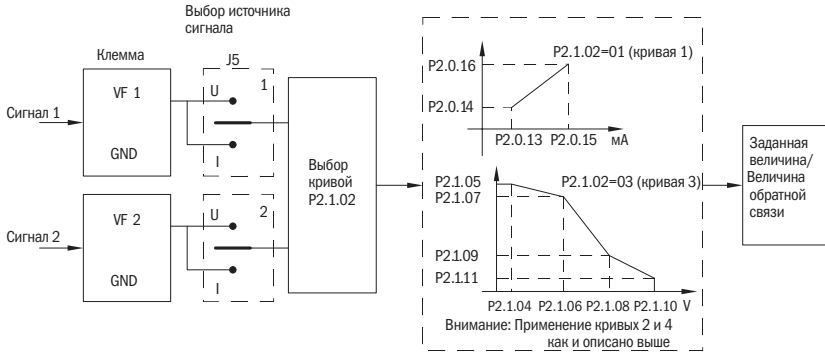 Выбор источника
сигнала
Клемма
J5
VF 1
U
1
Сигнал 1
GND
I
VF 2
U
2
Сигнал 2
GND
I
Выбор
кривой
P2.1.02
P2.0.16
P2.1.02=01 (кривая 1)
P2.0.14
P2.0.13 P2.0.15 мА
P2.1.05
P2.1.02=03 (кривая 3)
P2.1.07
P2.1.09
P2.1.11
P2.1.04 P2.1.06 P2.1.08 P2.1.10 V
Внимание: Применение кривых 2 и 4
как и описано выше
Заданная
величина/
Величина
обратной
связи